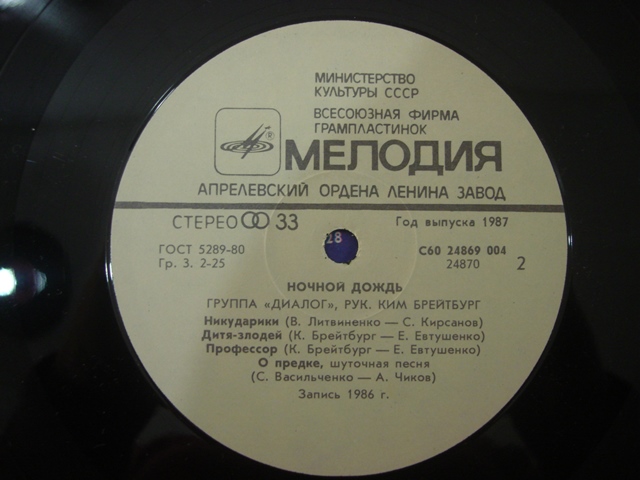 МИНИСТЕРСТВО
КУЛЬТУРЫ СССР
ВСЕСОЮЗНАЯ ФИРМА
ГРАМПЛАСТИНОК
МЕЛОДИЯ
АПРЕЛЕВСКИЙ ОРДЕНА ЛЕНИНА ЗАВОД
СТЕРЕО 33
Год выпуска 1987
28
ГОСТ 5289-80
Гр. 3. 2-25
С60 24869 004
24870
2
НОЧНОЙ ДОЖДЬ
ГРУППА «ДИАЛОГ», РУК. КИМ БРЕЙТБУРГ
Никударики (В. Литвиненко — С. Кирсанов)
Дитя-злодей (К. Брейтбург — Е. Евтушенко)
Профессор (К. Брейтбург — Е. Евтушенко)
О предке, шуточная песня
(С. Васильченко — А. Чиков)
Запись 1986 г.